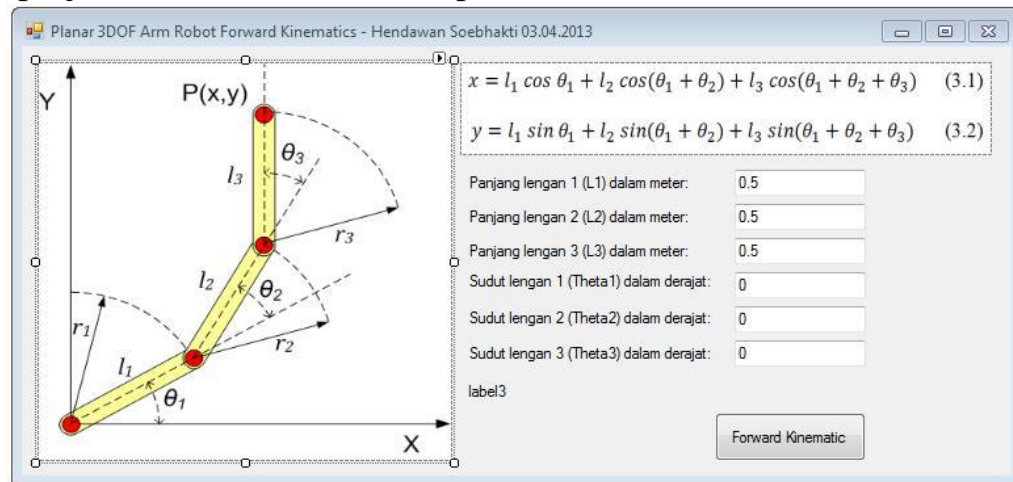 Planar 3DOF Arm Robot Forward Kinematics - Hendawan Soebhakti 03.04.2013
Y
P(x,y)
θ3
l3
r3
l2
θ2
r1
r2
l1
θ1
X
x = l1 cos θ1 + l2 cos(θ1 + θ2) + l3 cos(θ1 + θ2 + θ3) (3.1)
y = l1 sin θ1 + l2 sin(θ1 + θ2) + l3 sin(θ1 + θ2 + θ3) (3.2)
Panjang lengan 1 (L1) dalam meter: 0.5
Panjang lengan 2 (L2) dalam meter: 0.5
Panjang lengan 3 (L3) dalam meter: 0.5
Sudut lengan 1 (Theta1) dalam derajat: 0
Sudut lengan 2 (Theta2) dalam derajat: 0
Sudut lengan 3 (Theta3) dalam derajat: 0
label3
Forward Kinematic